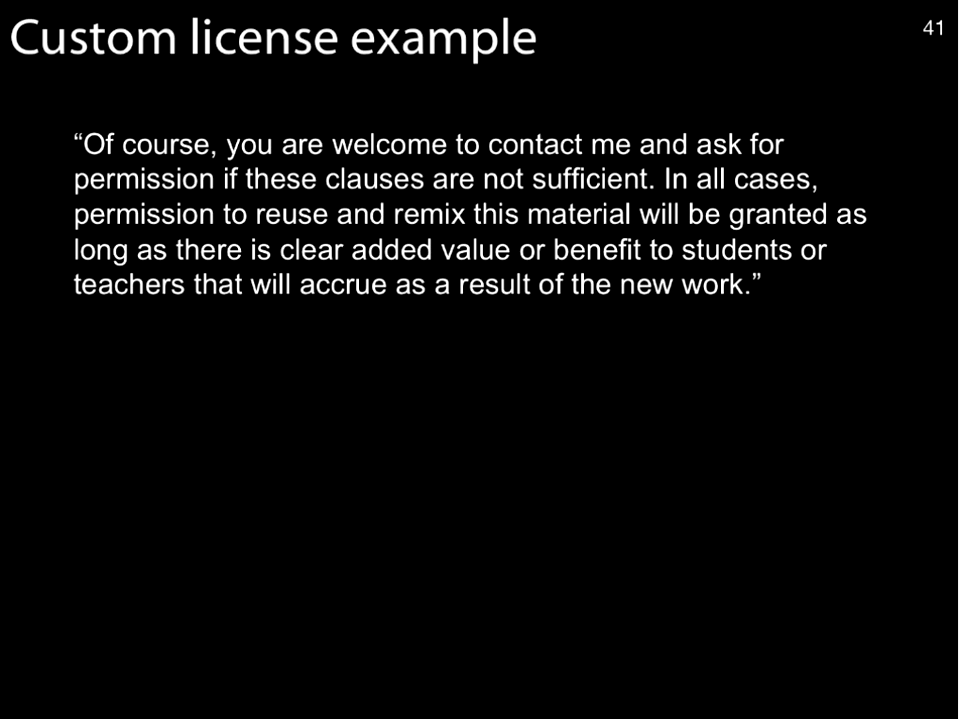 Custom license example
41
“Of course, you are welcome to contact me and ask for
permission if these clauses are not sufficient. In all cases,
permission to reuse and remix this material will be granted as
long as there is clear added value or benefit to students or
teachers that will accrue as a result of the new work.”